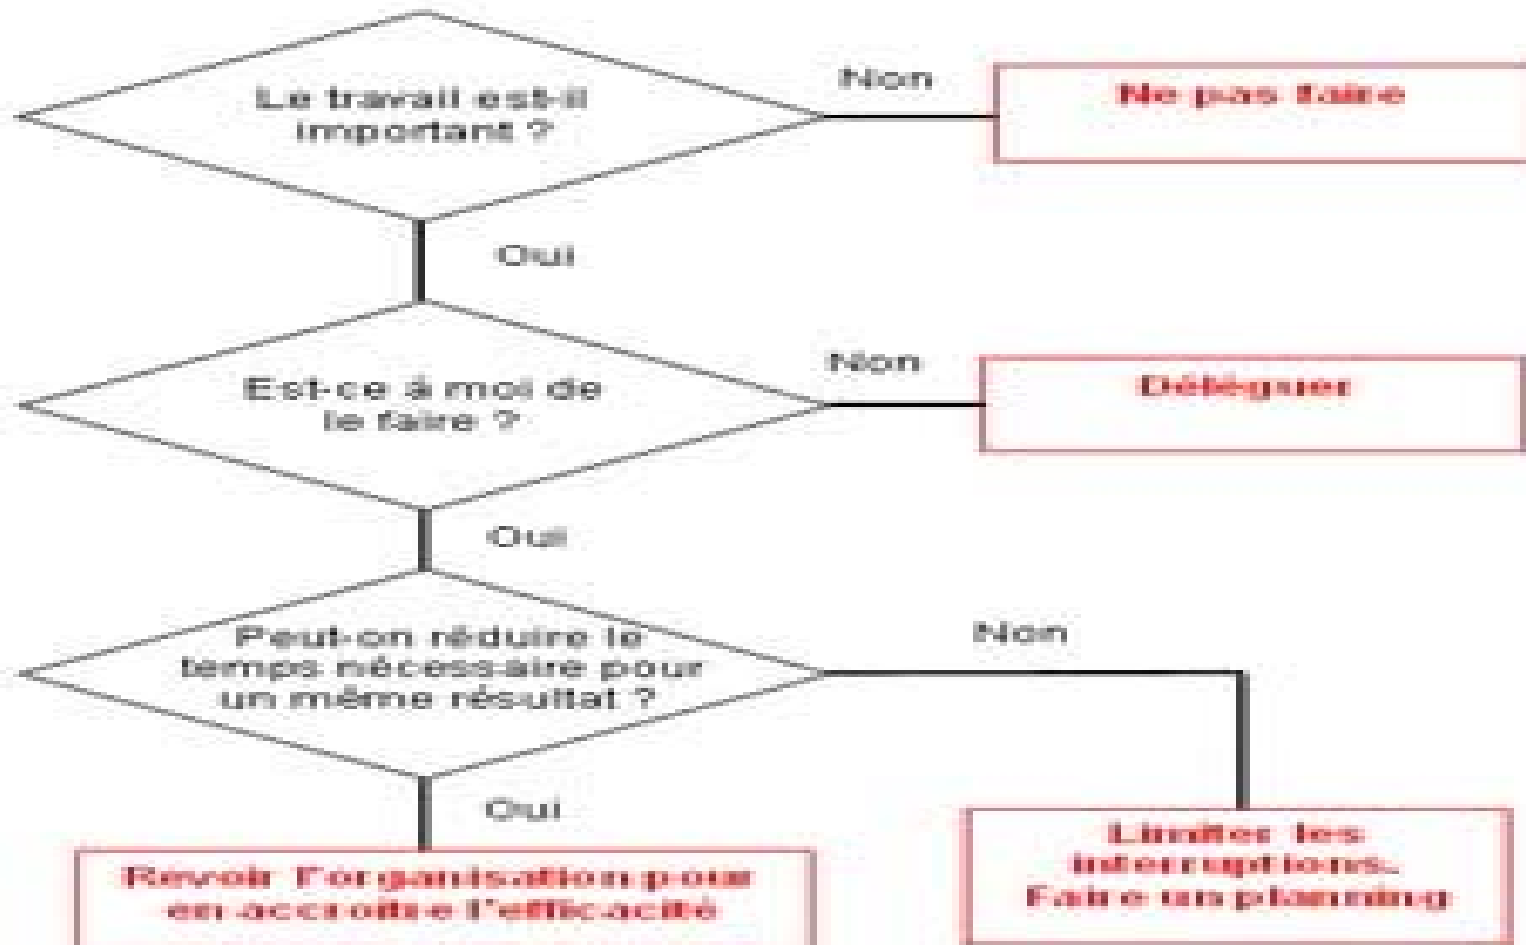 Le travail est-il
important ?
Non
Ne pas faire
Oui
Est-ce à moi de
le faire ?
Non
Déléguer
Oui
Peut-on réduire le
temps nécessaire pour
un même résultat ?
Non
Oui
Revoir l'organisation pour
en accroître l'efficacité
Limiter les
interruptions.
Faire un planning